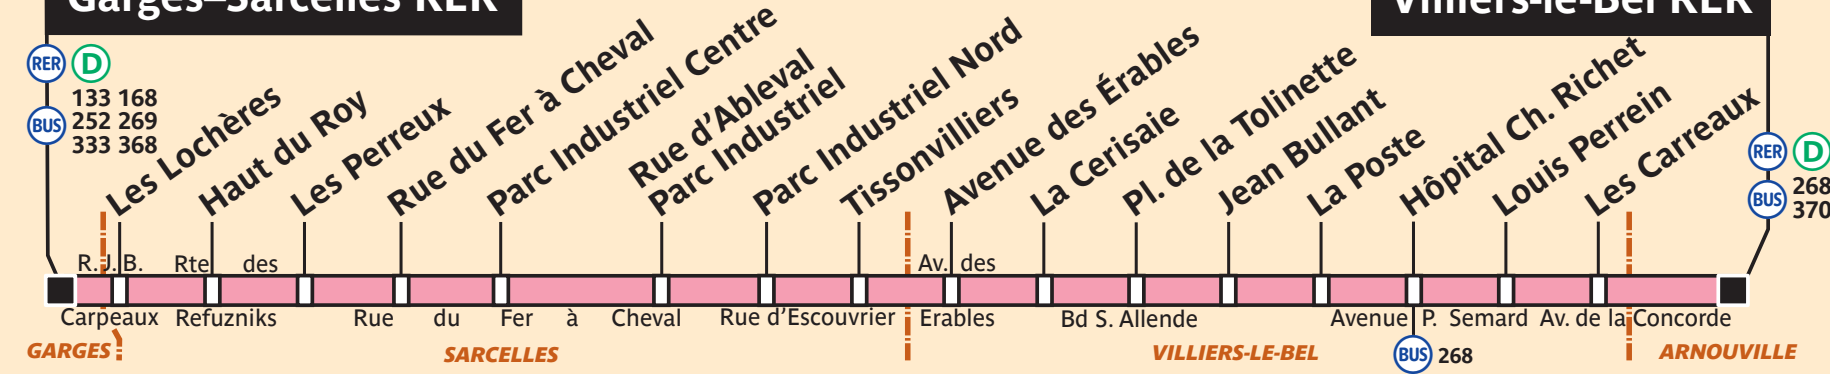 Garges–Sarcelles RER
Villiers-le-Bel RER
RER D
133 168
BUS 252 269
333 368
Les Lochères
Haut du Roy
Les Perreux
Rue du Fer à Cheval
Parc Industriel Centre
Rue d'Ableval
Parc Industriel
Parc Industriel Nord
Tissonvilliers
Avenue des Érables
La Cerisaie
Pl. de la Tolinette
Jean Bullant
La Poste
Hôpital Ch. Richet
Louis Perrein
Les Carreaux
RER D
268
BUS 370
R. J. B. Rte des Av. des
Carpeaux Refuzniks Rue du Fer à Cheval Rue d'Escouvrier Erables Bd S. Allende Avenue P. Semard Av. de la Concorde
GARGES SARCELLES VILLIERS-LE-BEL BUS 268 ARNOUVILLE